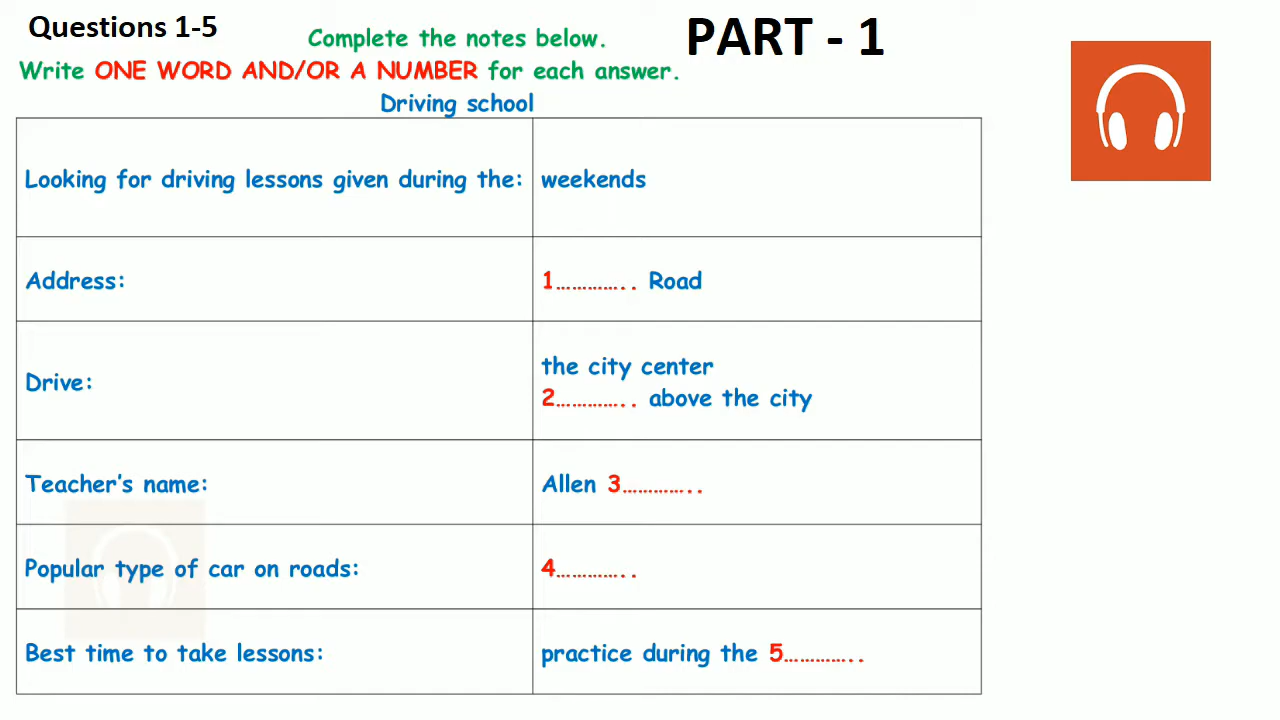 Questions 1-5
PART - 1
Complete the notes below.
Write ONE WORD AND/OR A NUMBER for each answer.
Driving school
Looking for driving lessons given during the: weekends
Address: 1………….. Road
Drive: the city center
2………….. above the city
Teacher's name: Allen 3…………..
Popular type of car on roads: 4…………..
Best time to take lessons: practice during the 5…………..